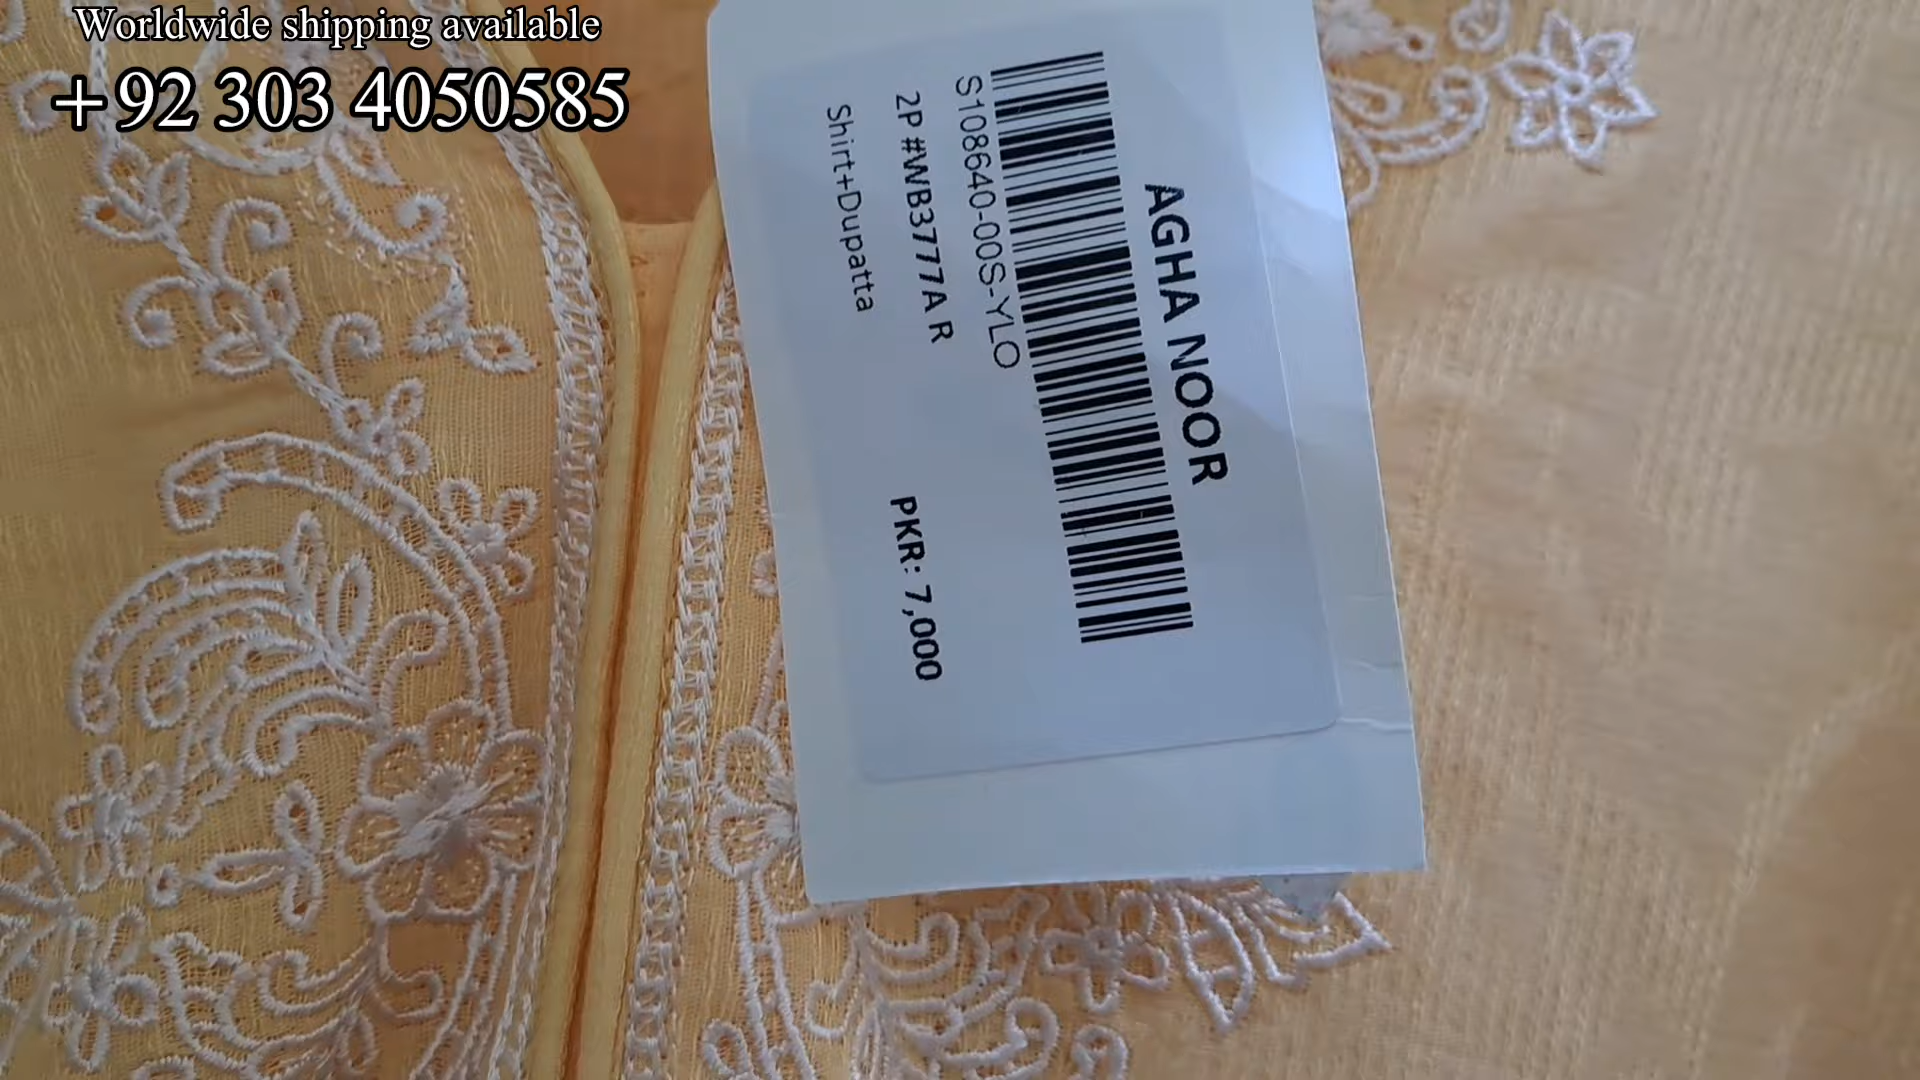 Worldwide shipping available
+92 303 4050585
AGHA NOOR
S108640-00S-YLO
2P #WB3777A R
Shirt+Dupatta
PKR: 7,000